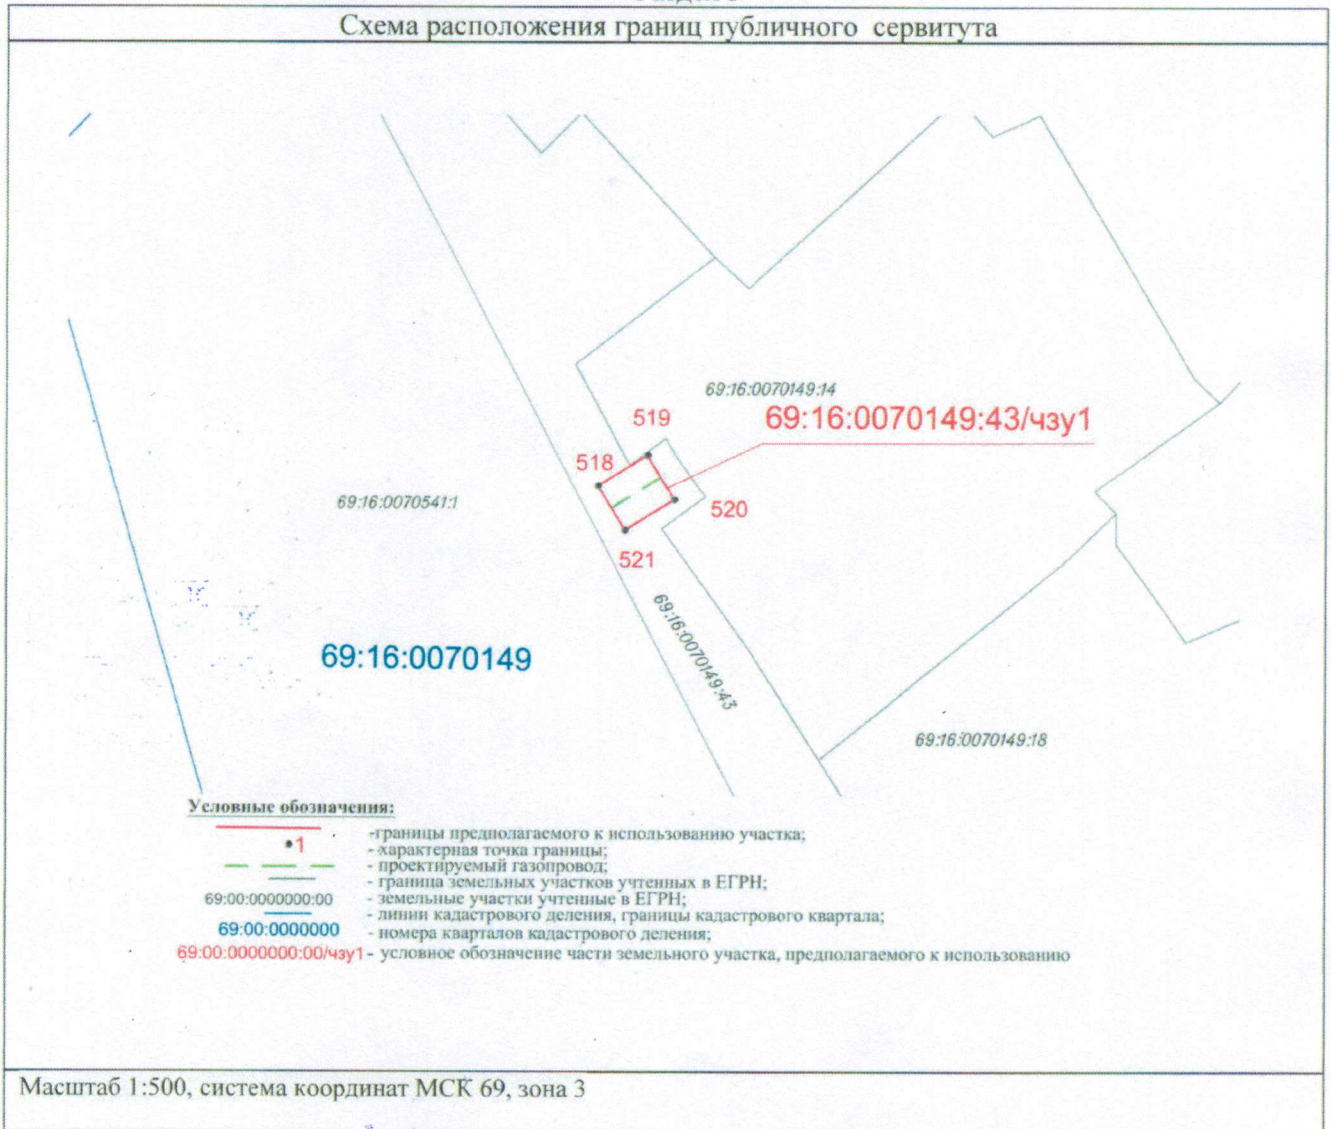 Схема расположения границ публичного сервитута
69:16:0070149:14
519
69:16:0070149:43/чзу1
518
69:16:0070541:1
520
521
69:16:0070149:43
69:16:0070149
69:16:0070149:18
Условные обозначения:
-границы предполагаемого к использованию участка;
•1 - характерная точка границы;
- проектируемый газопровод;
- граница земельных участков учтенных в ЕГРН;
69:00:0000000:00 - земельные участки учтенные в ЕГРН;
- линии кадастрового деления, границы кадастрового квартала;
69:00:0000000 - номера кварталов кадастрового деления;
69:00:0000000:00/чзу1 - условное обозначение части земельного участка, предполагаемого к использованию
Масштаб 1:500, система координат МСК 69, зона 3